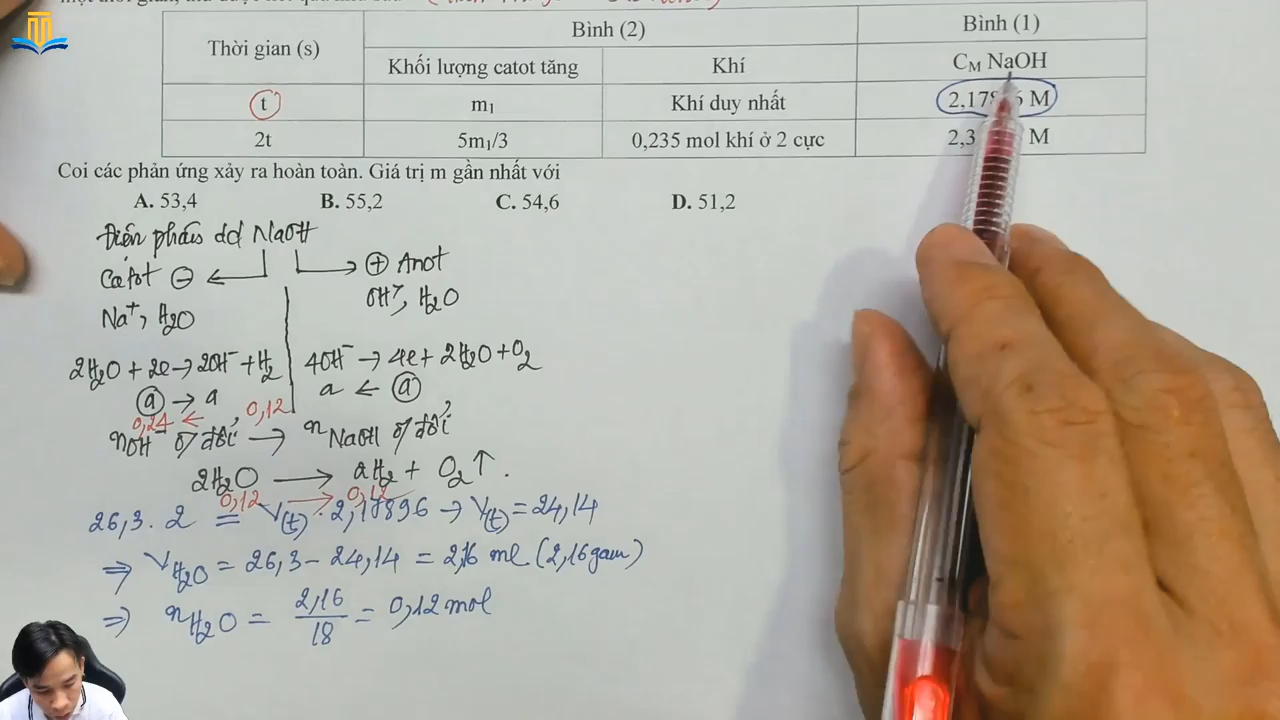 Thời gian (s) Bình (2) Bình (1)
Khối lượng catot tăng Khí CM NaOH
t m1 Khí duy nhất M
2t 5m1/3 0,235 mol khí ở 2 cực M
Coi các phản ứng xảy ra hoàn toàn. Giá trị m gần nhất với
A. 53,4 B. 55,2 C. 54,6 D. 51,2
Điện phân dd NaOH
Catot ⊖ ⊕ Anot
Na⁺, H2O OH⁻, H2O
2H2O + 2e → 2OH⁻ + H2 4OH⁻ → 4e + 2H2O + O2
a → a a ← a
0,24 ← 0,12
nOH⁻ o/đổi → nNaOH o/đổi
2H2O → 2H2 + O2 ↑.
0,12 → 0,12
26,3 . 2 = V(t) . 2,17896 → V(t) = 24,14
⇒ VH2O = 26,3 − 24,14 = 2,16 ml (2,16 gam)
⇒ nH2O = 2,16/18 = 0,12 mol